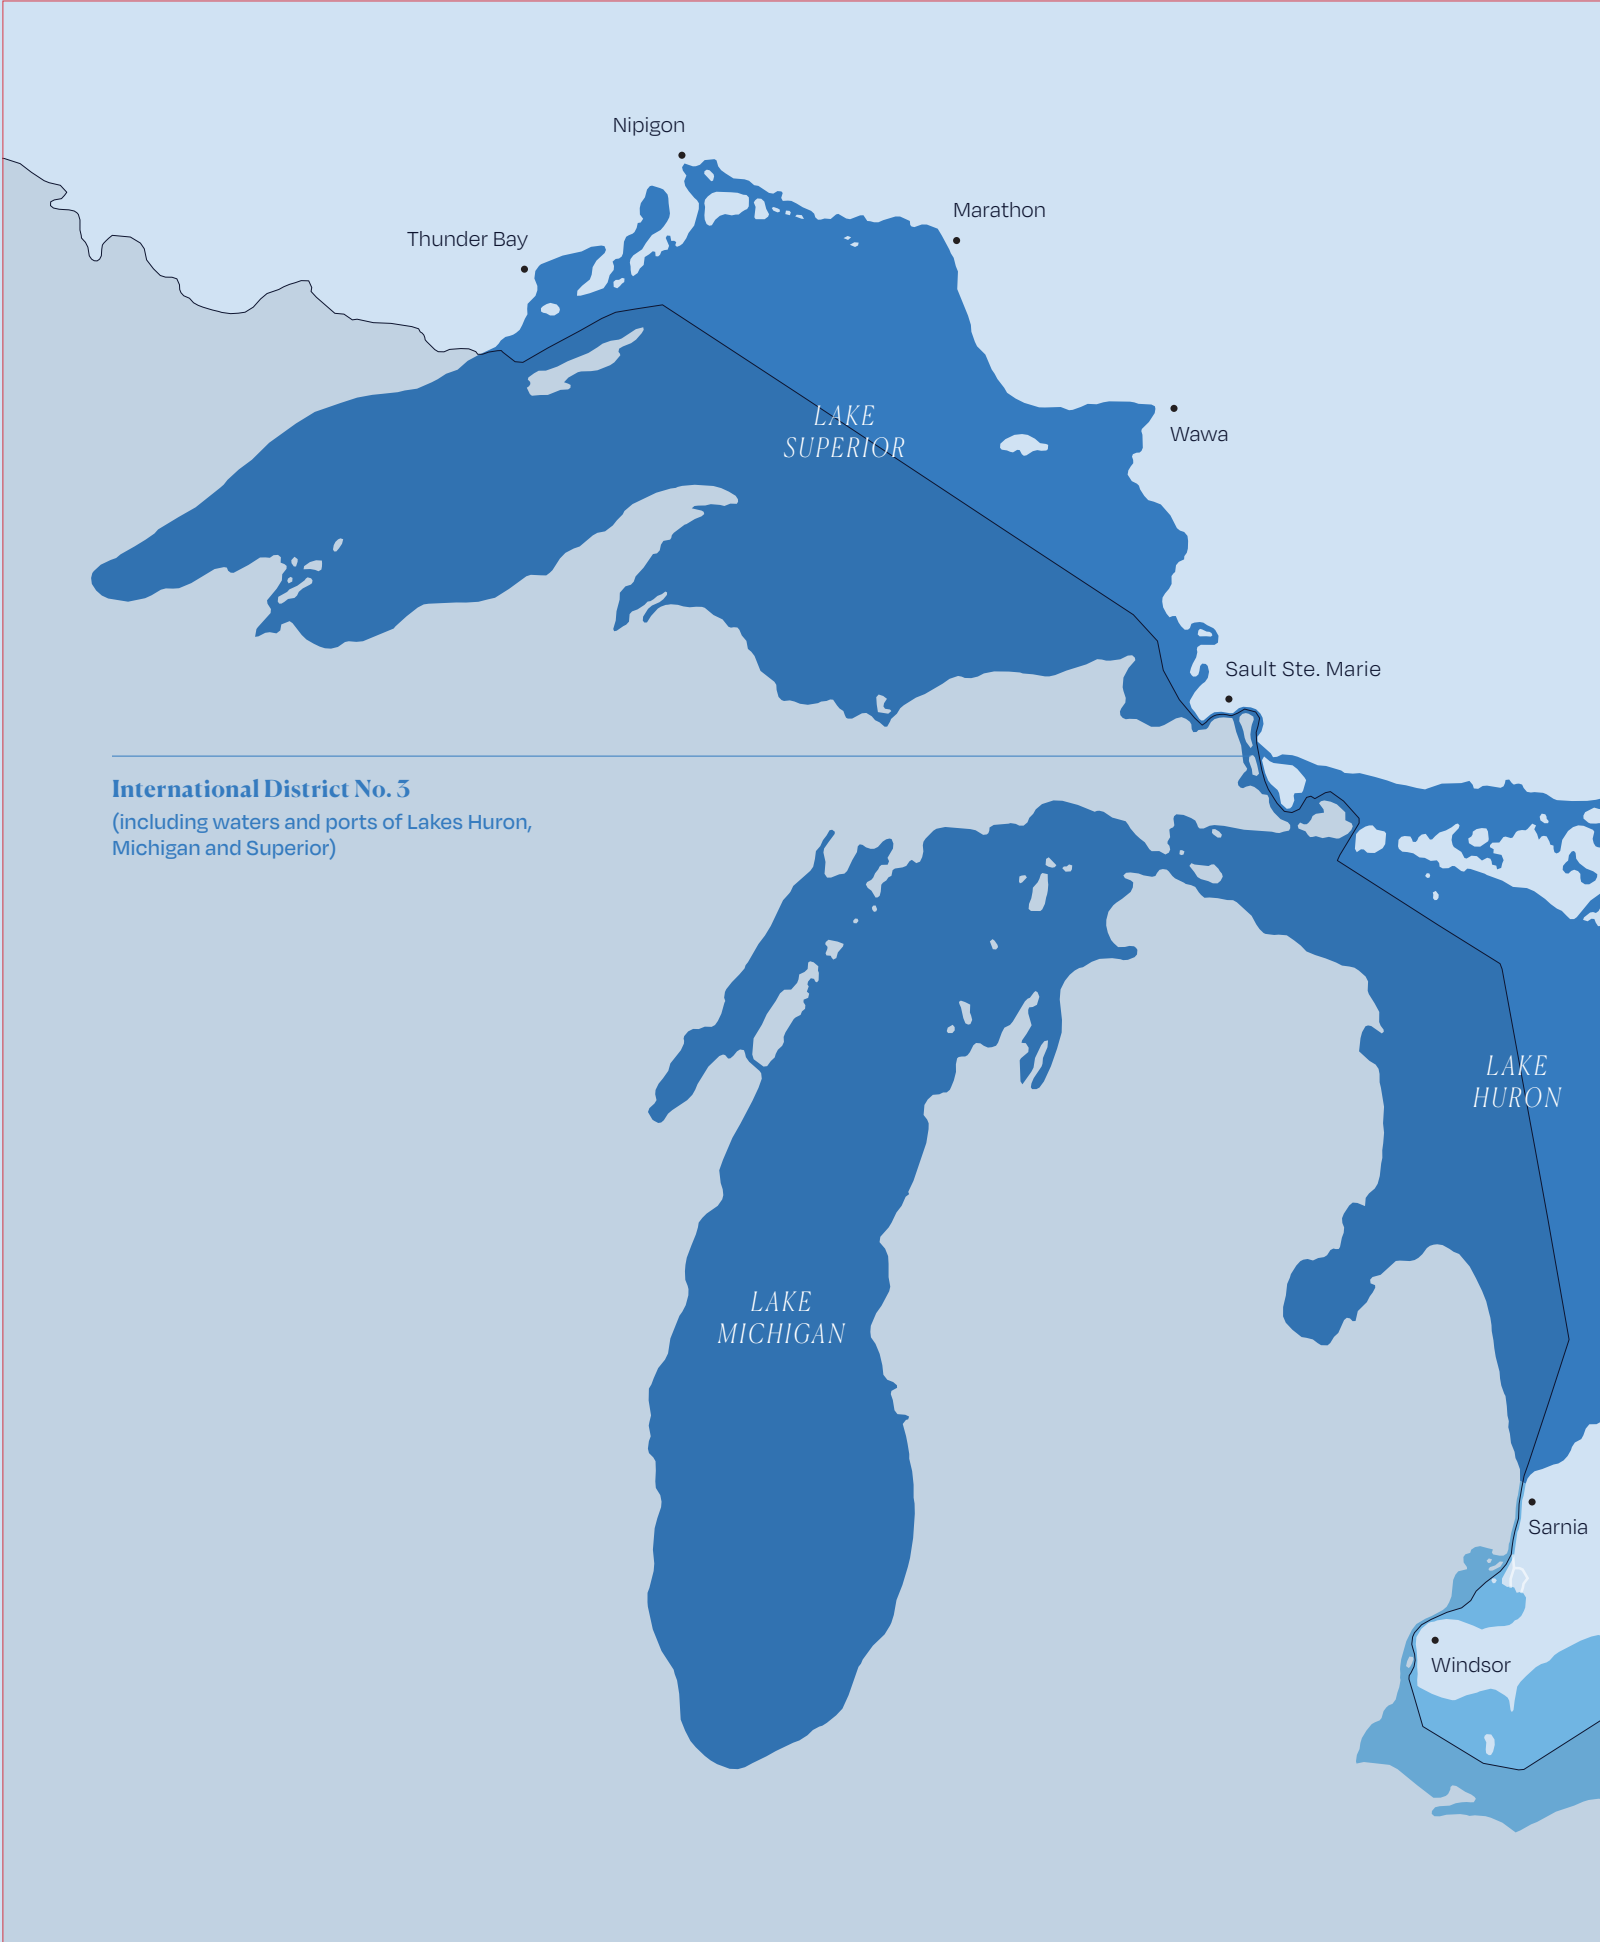 Nipigon
Marathon
Thunder Bay
LAKE
SUPERIOR
Wawa
Sault Ste. Marie
International District No. 3
(including waters and ports of Lakes Huron,
Michigan and Superior)
LAKE
HURON
LAKE
MICHIGAN
Sarnia
Windsor